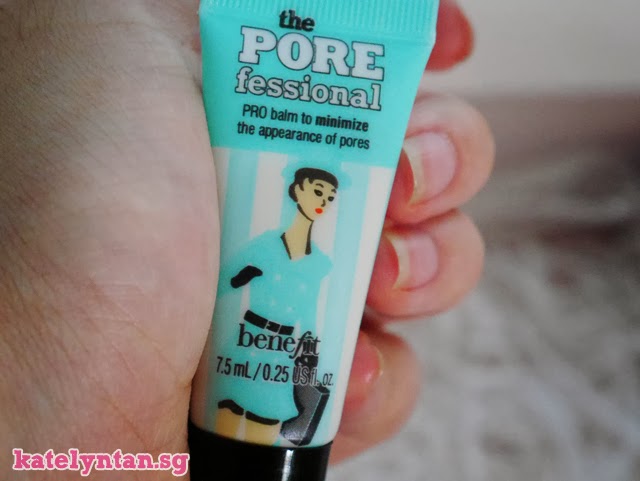 the
PORE
fessional
PRO balm to minimize
the appearance of pores
benefit
7.5 mL / 0.25 US fl. oz.
katelyntan.sg